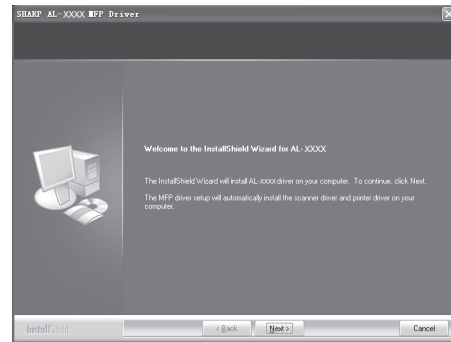 SHARP AL-XXXX MFP Driver
Welcome to the InstallShield Wizard for AL-XXXX
The InstallShield Wizard will install AL-XXXX driver on your computer. To continue, click Next.
The MFP driver setup will automatically install the scanner driver and printer driver on your
computer.
InstallShield
< Back
Next >
Cancel